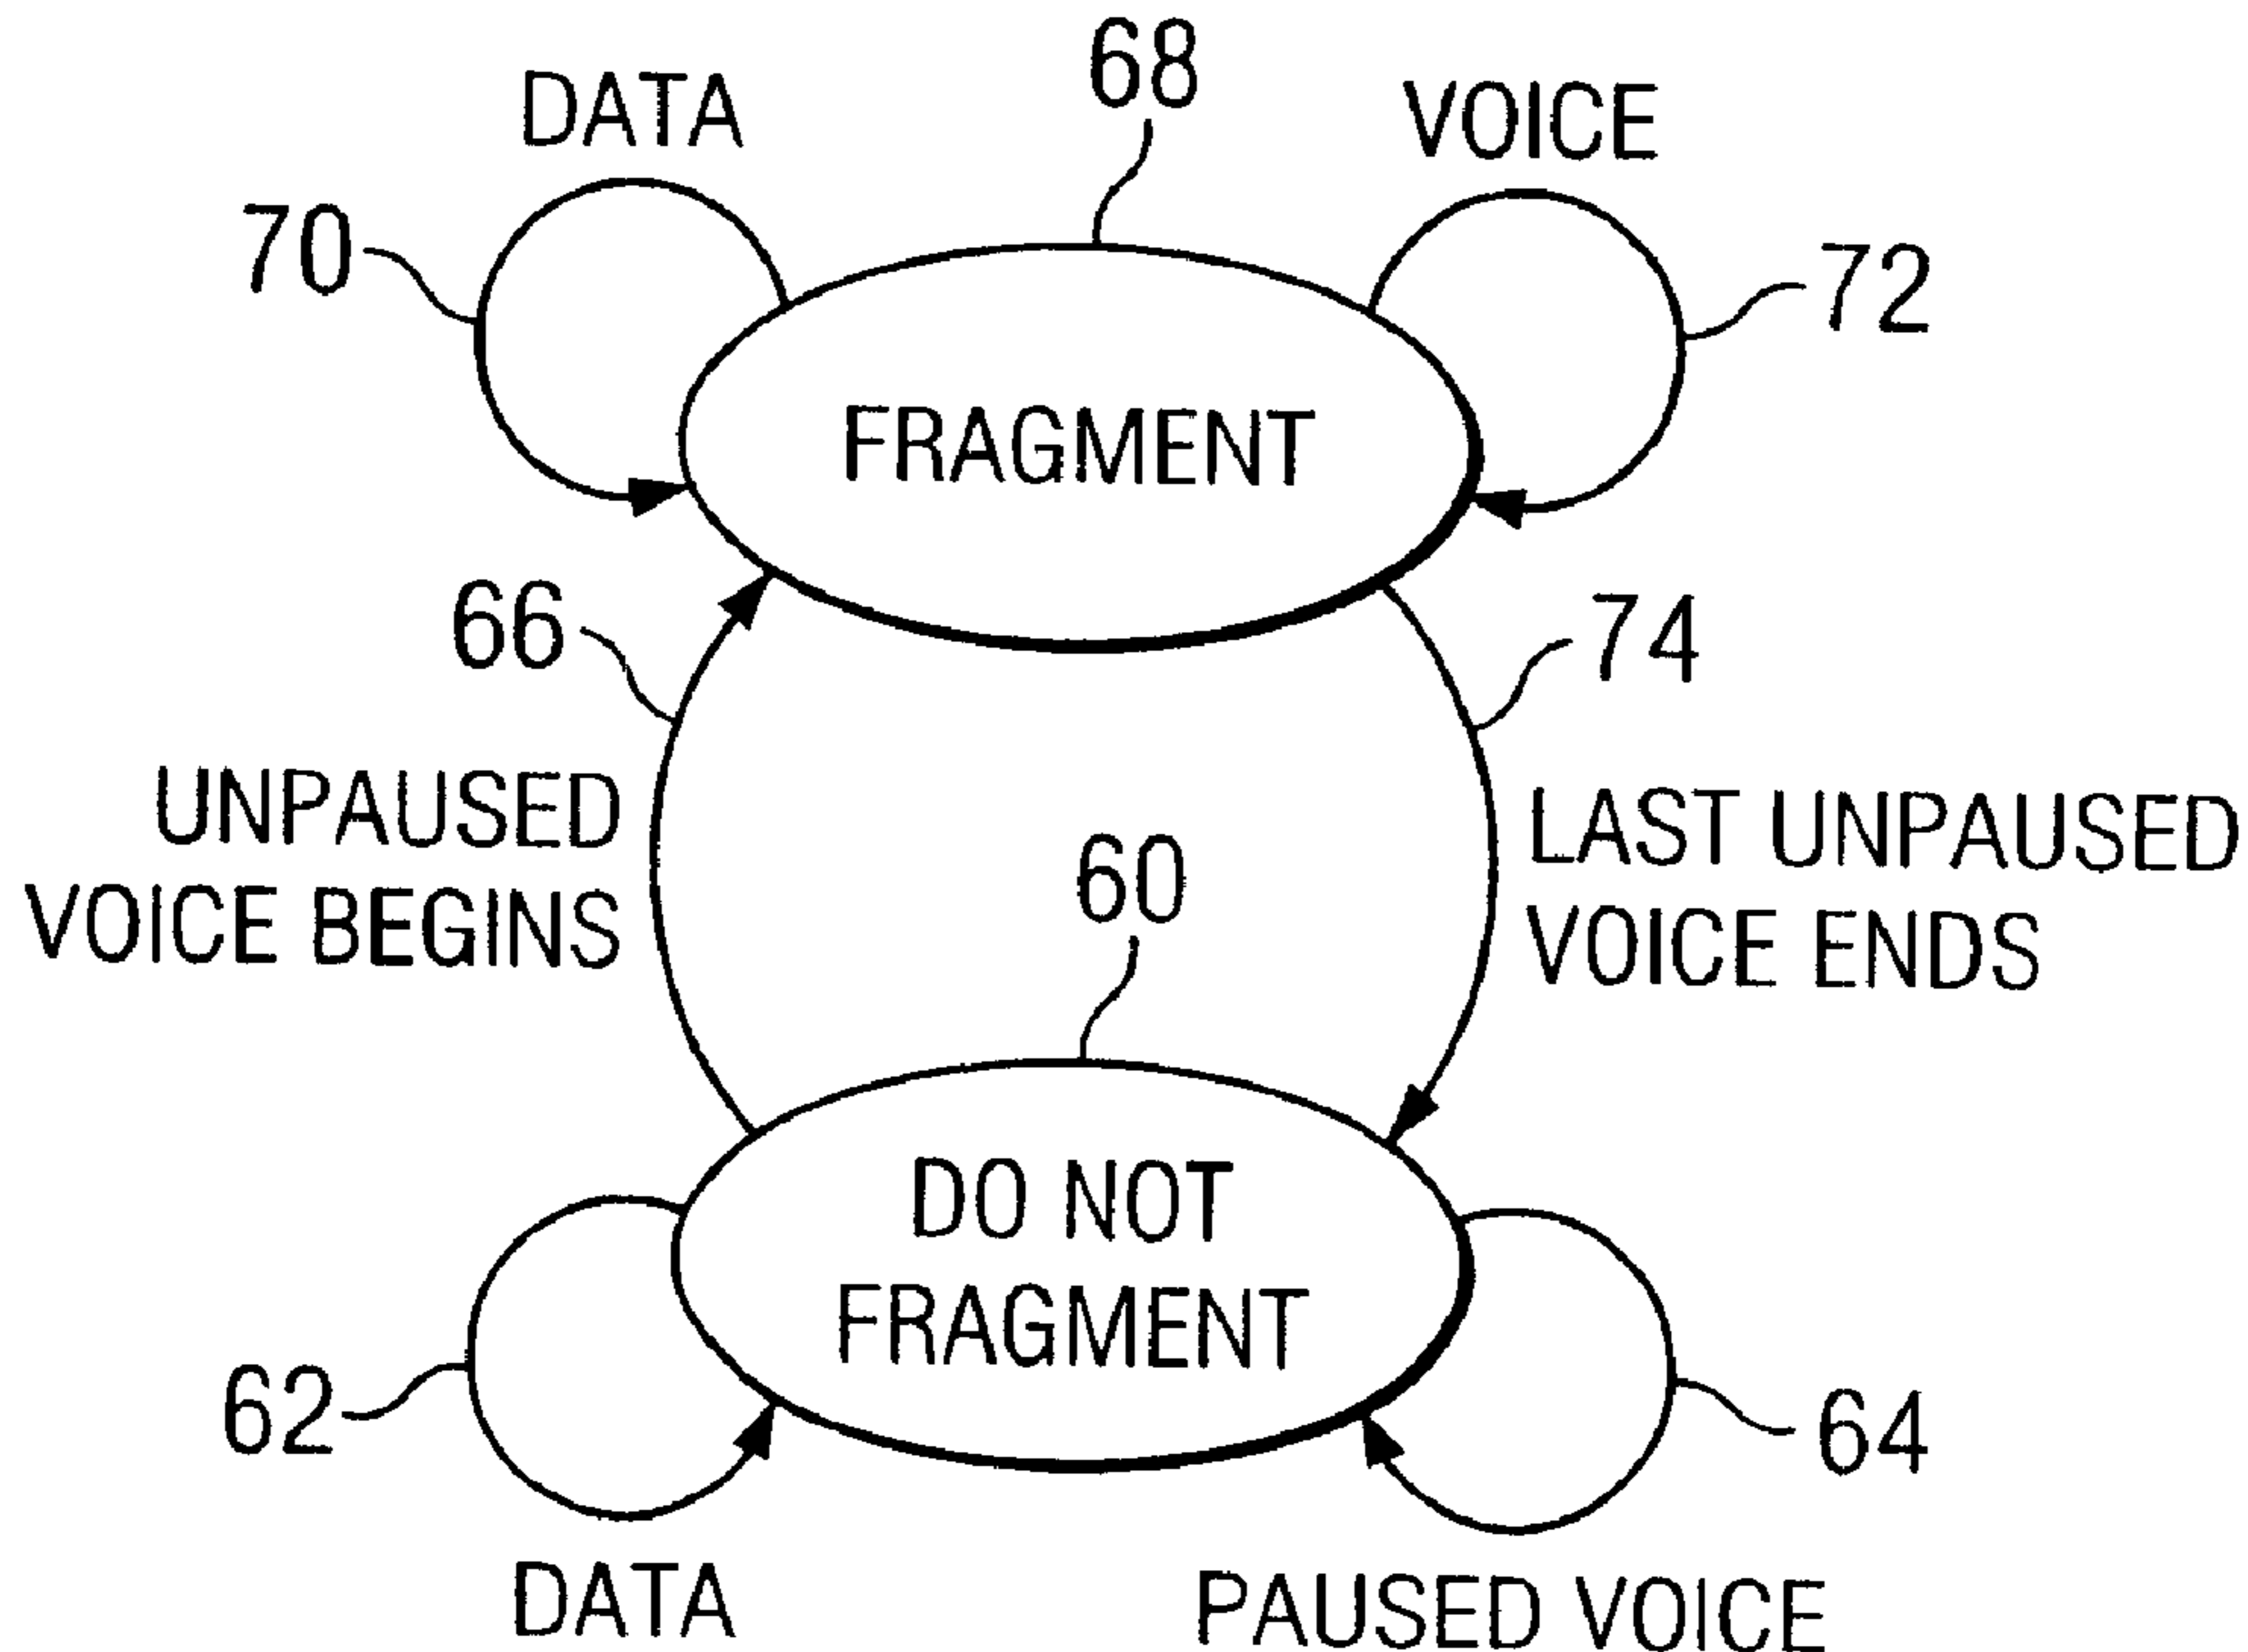 68
DATA
VOICE
70
72
FRAGMENT
66
74
UNPAUSED
VOICE BEGINS
LAST UNPAUSED
VOICE ENDS
60
DO NOT
FRAGMENT
62
64
DATA
PAUSED VOICE